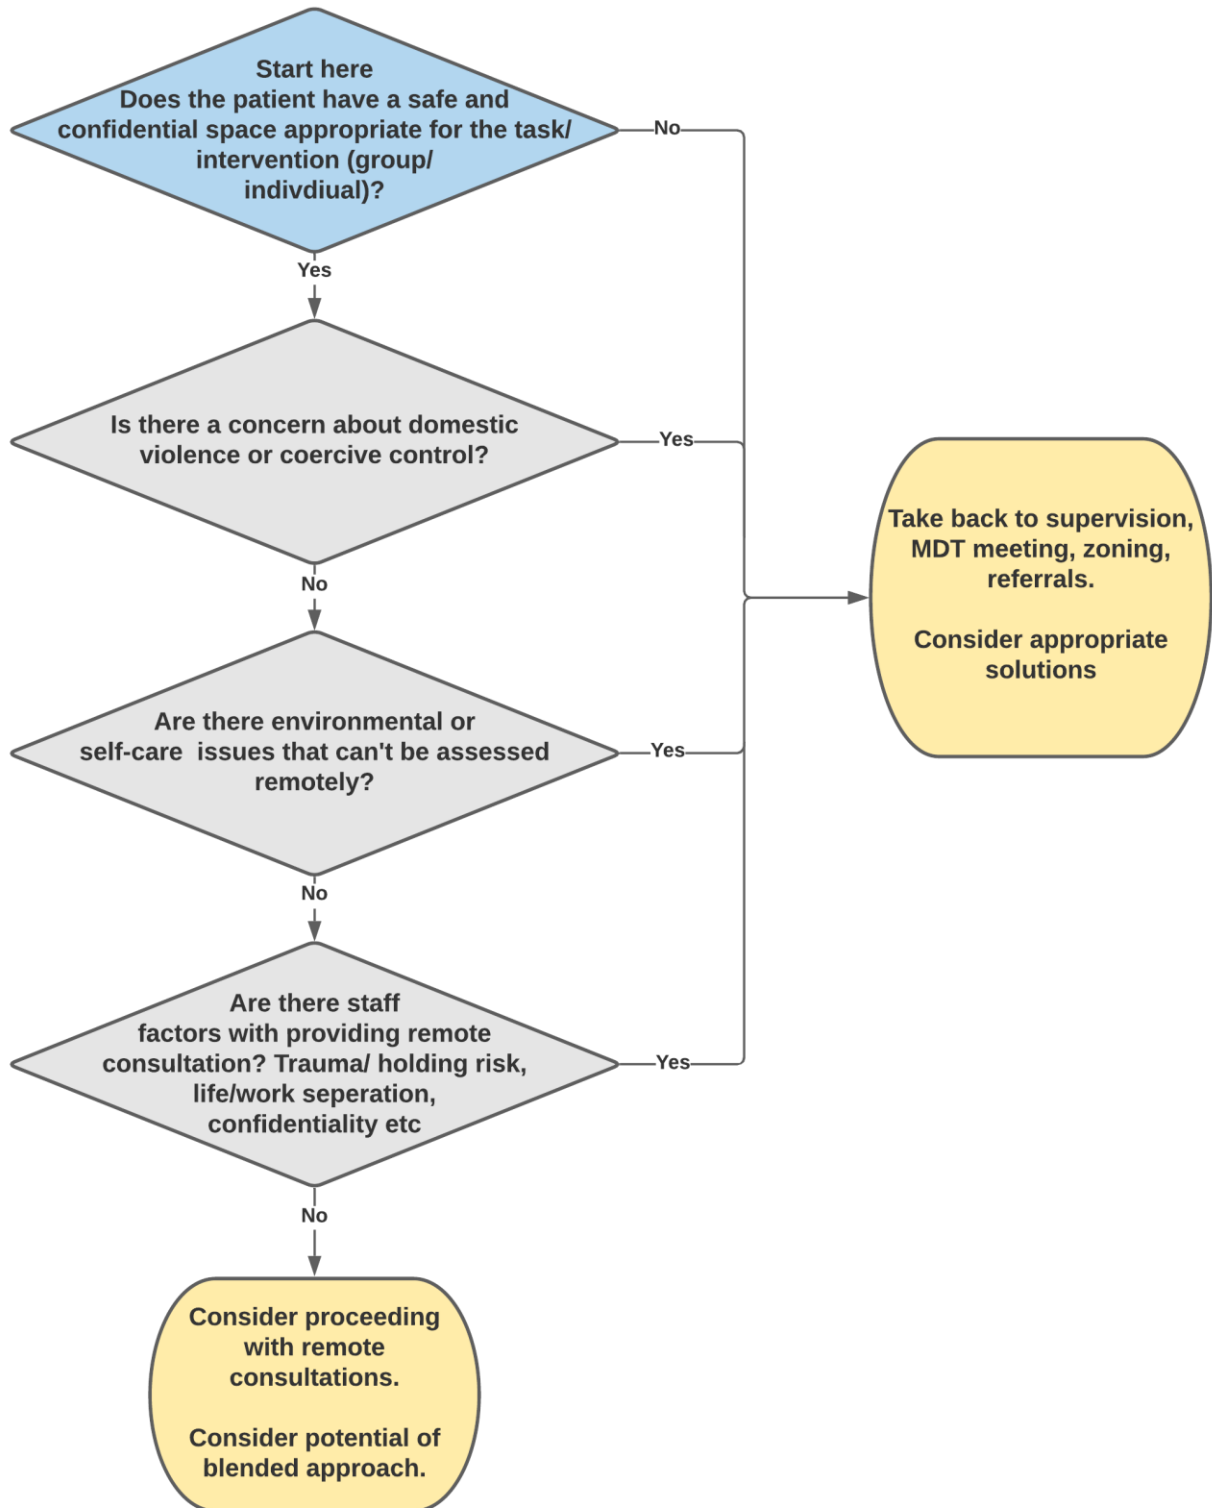 Start here
Does the patient have a safe and
confidential space appropriate for the task/
intervention (group/
indivdiual)?
No
Yes
Is there a concern about domestic
violence or coercive control?
Yes
No
Take back to supervision,
MDT meeting, zoning,
referrals.
Consider appropriate
solutions
Are there environmental or
self-care  issues that can't be assessed
remotely?
Yes
No
Are there staff
factors with providing remote
consultation? Trauma/ holding risk,
life/work seperation,
confidentiality etc
Yes
No
Consider proceeding
with remote
consultations.
Consider potential of
blended approach.